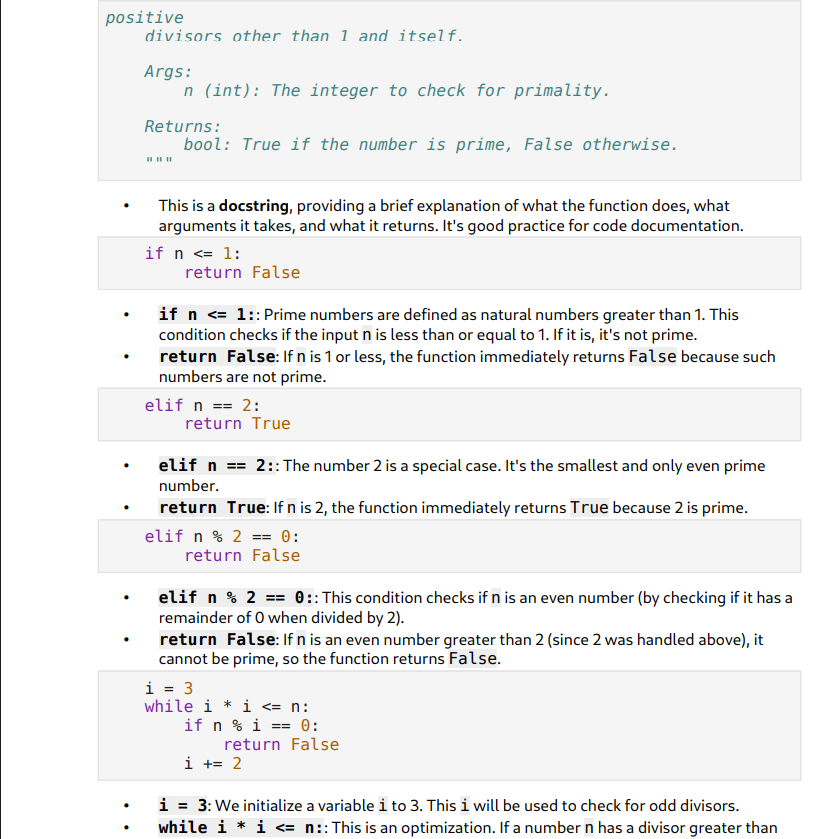 positive
divisors other than 1 and itself.
Args:
n (int): The integer to check for primality.
Returns:
bool: True if the number is prime, False otherwise.
"""
• This is a docstring, providing a brief explanation of what the function does, what
arguments it takes, and what it returns. It's good practice for code documentation.
if n <= 1:
return False
• if n <= 1:: Prime numbers are defined as natural numbers greater than 1. This
condition checks if the input n is less than or equal to 1. If it is, it's not prime.
• return False: If n is 1 or less, the function immediately returns False because such
numbers are not prime.
elif n == 2:
return True
• elif n == 2:: The number 2 is a special case. It's the smallest and only even prime
number.
• return True: If n is 2, the function immediately returns True because 2 is prime.
elif n % 2 == 0:
return False
• elif n % 2 == 0:: This condition checks if n is an even number (by checking if it has a
remainder of 0 when divided by 2).
• return False: If n is an even number greater than 2 (since 2 was handled above), it
cannot be prime, so the function returns False.
i = 3
while i * i <= n:
if n % i == 0:
return False
i += 2
• i = 3: We initialize a variable i to 3. This i will be used to check for odd divisors.
• while i * i <= n:: This is an optimization. If a number n has a divisor greater than